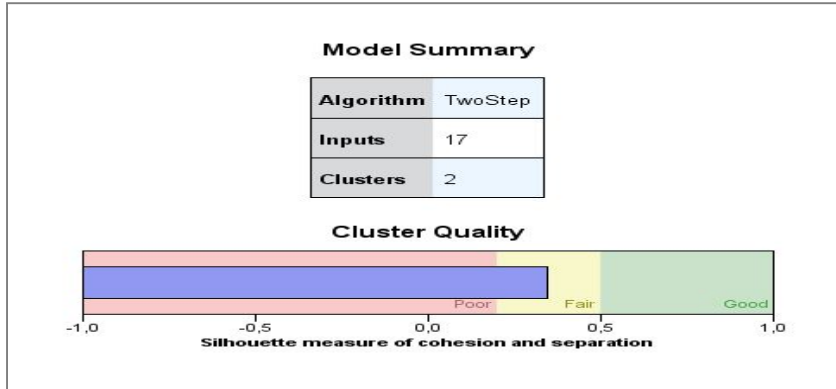 Model Summary
Algorithm TwoStep
Inputs 17
Clusters 2
Cluster Quality
Poor Fair Good
-1,0 -0,5 0,0 0,5 1,0
Silhouette measure of cohesion and separation